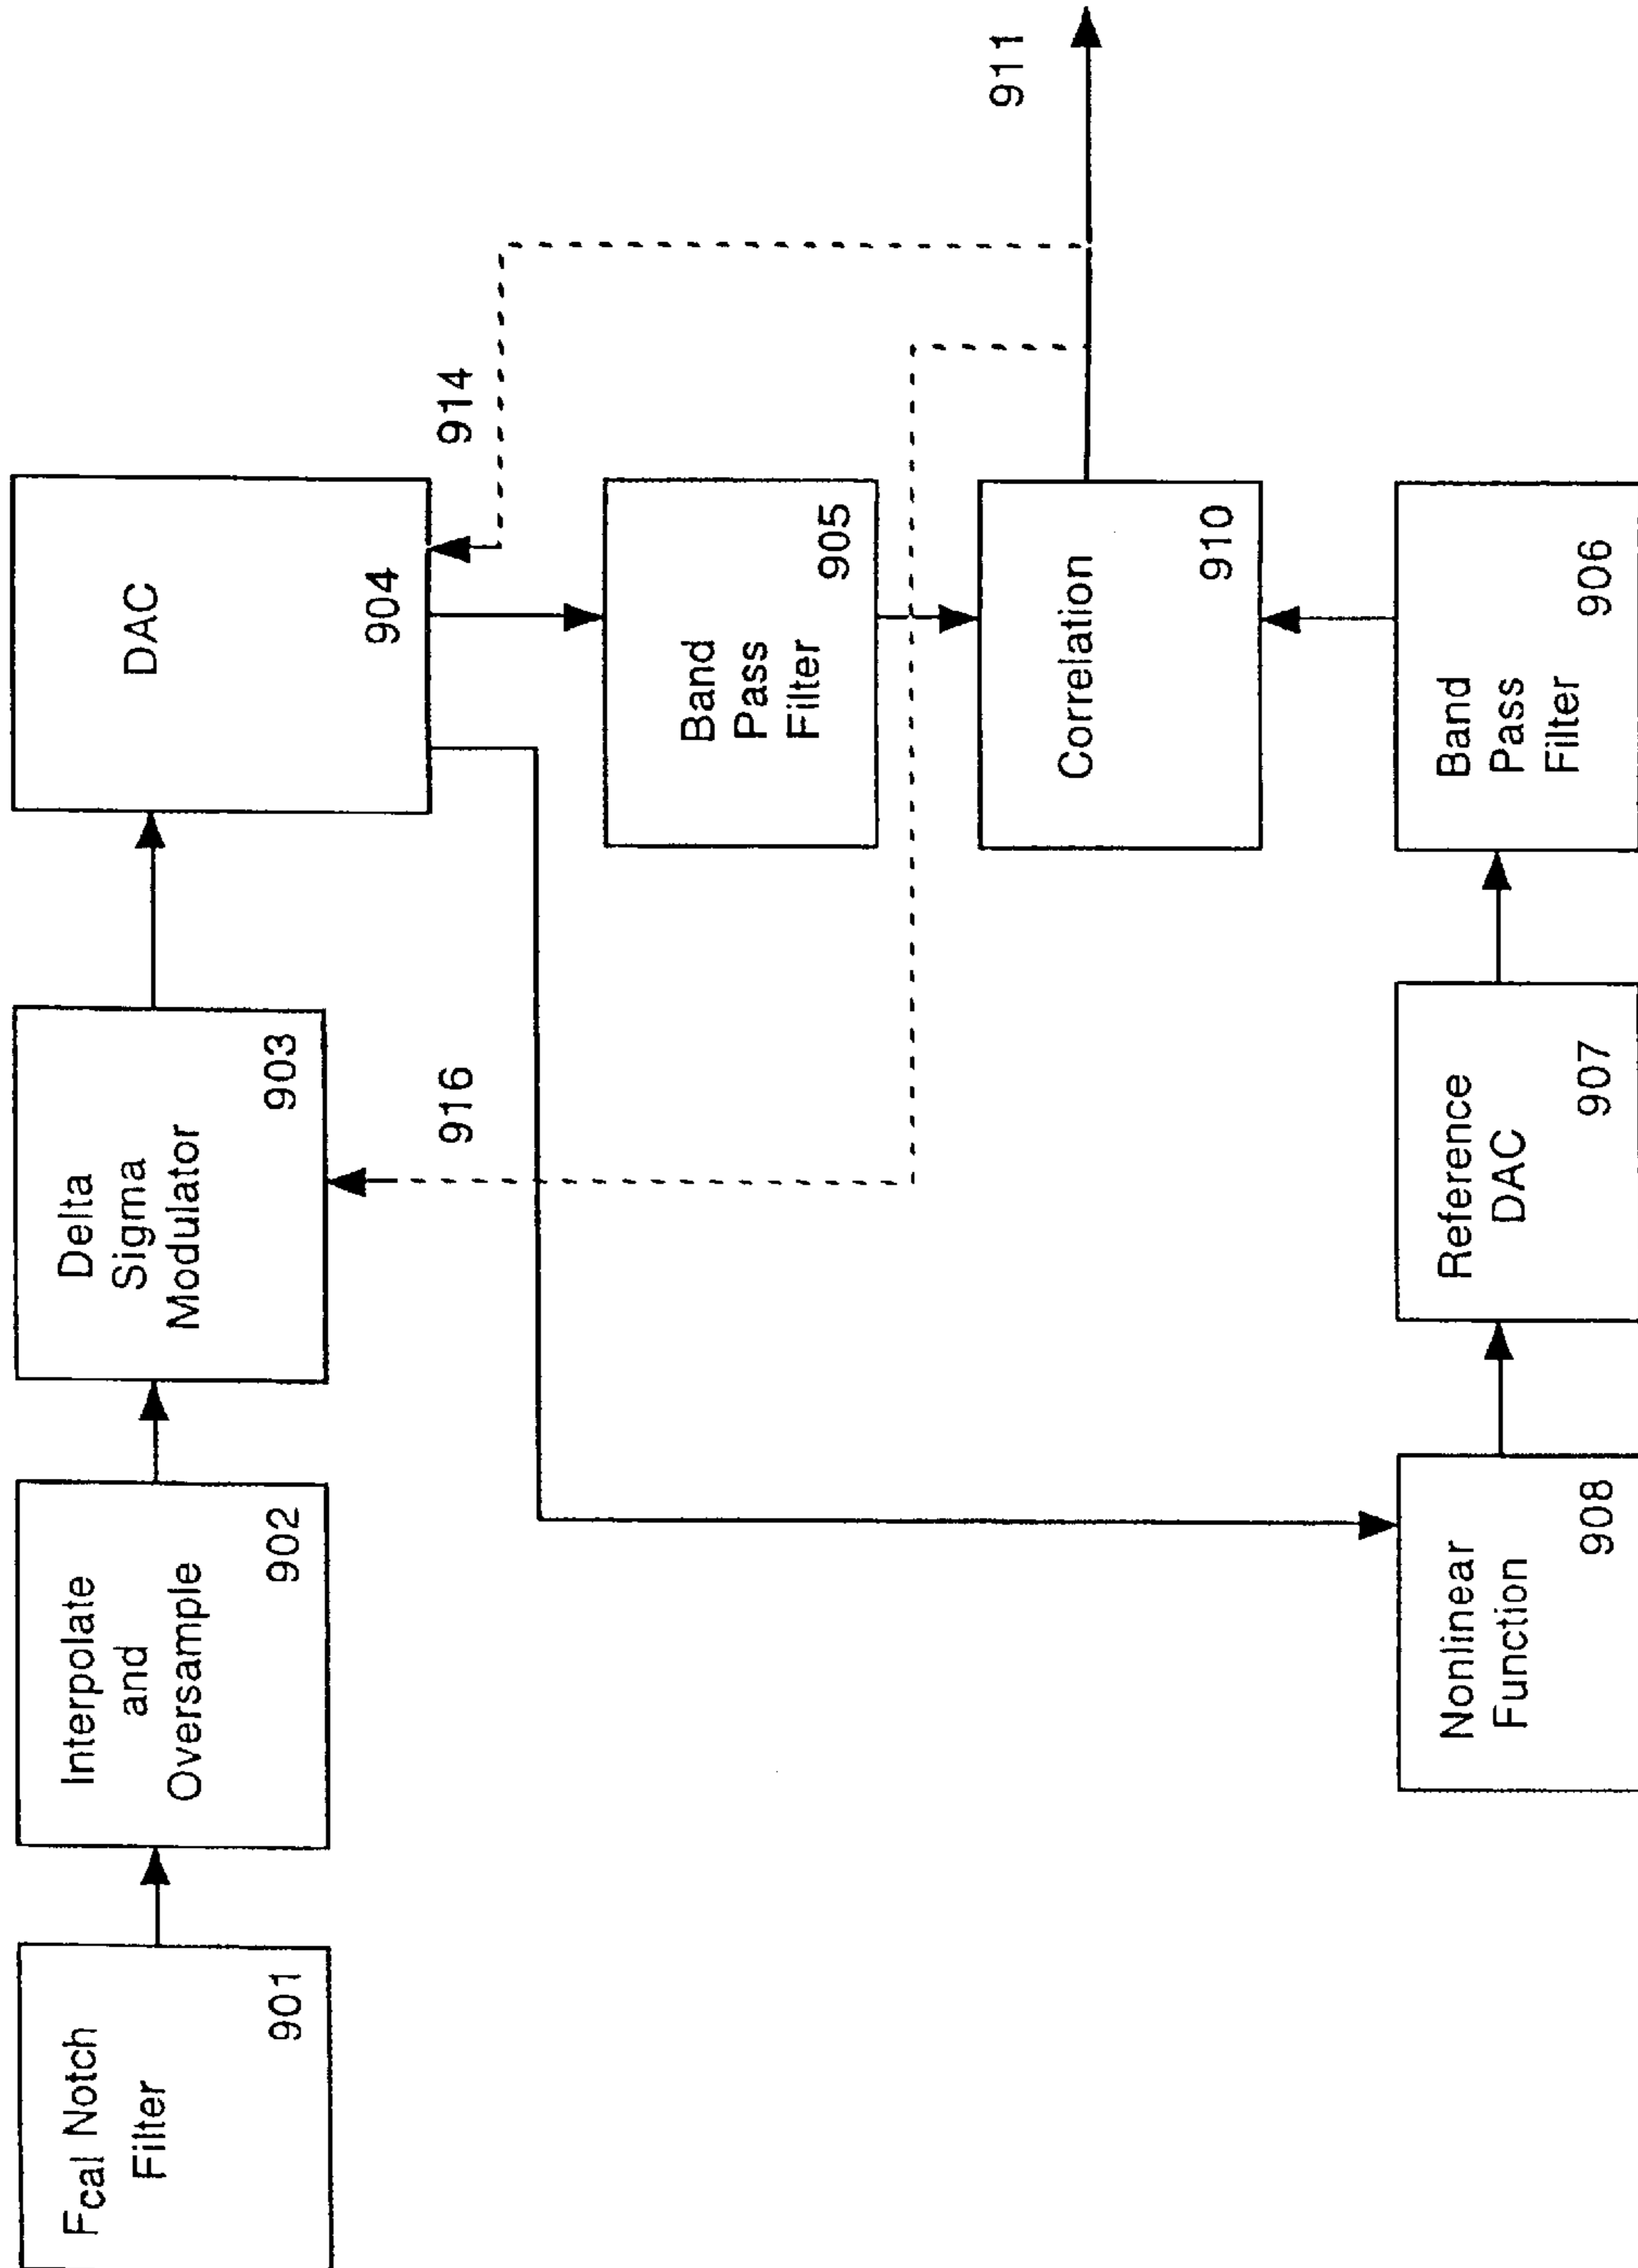 Fcal Notch
Filter
901
Interpolate
and
Oversample
902
Delta
Sigma
Modulator
903
DAC
904
916
914
Band
Pass
Filter
905
Correlation
910
911
Nonlinear
Function
908
Reference
DAC
907
Band
Pass
Filter
906